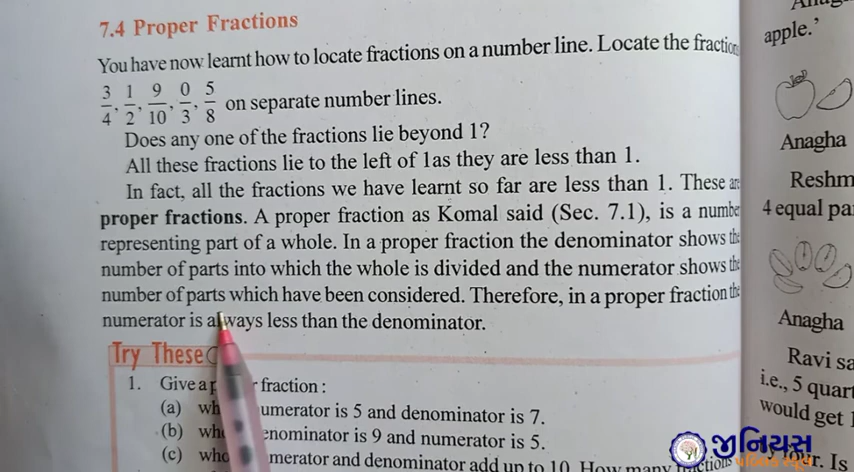 7.4 Proper Fractions
You have now learnt how to locate fractions on a number line. Locate the fraction
3/4, 1/2, 9/10, 0/3, 5/8 on separate number lines.
Does any one of the fractions lie beyond 1?
All these fractions lie to the left of 1as they are less than 1.
In fact, all the fractions we have learnt so far are less than 1. These are
proper fractions. A proper fraction as Komal said (Sec. 7.1), is a numbe
representing part of a whole. In a proper fraction the denominator shows the
number of parts into which the whole is divided and the numerator shows the
number of parts which have been considered. Therefore, in a proper fraction the
numerator is always less than the denominator.
Try These
1. Give a fraction :
(a) umerator is 5 and denominator is 7.
(b) enominator is 9 and numerator is 5.
(c) merator and denominator add up to 10. How many
apple.’
Anagha
Reshm
4 equal pa
Anagha
Ravi sa
i.e., 5 quart
would get 1
Is
જીનિયસ